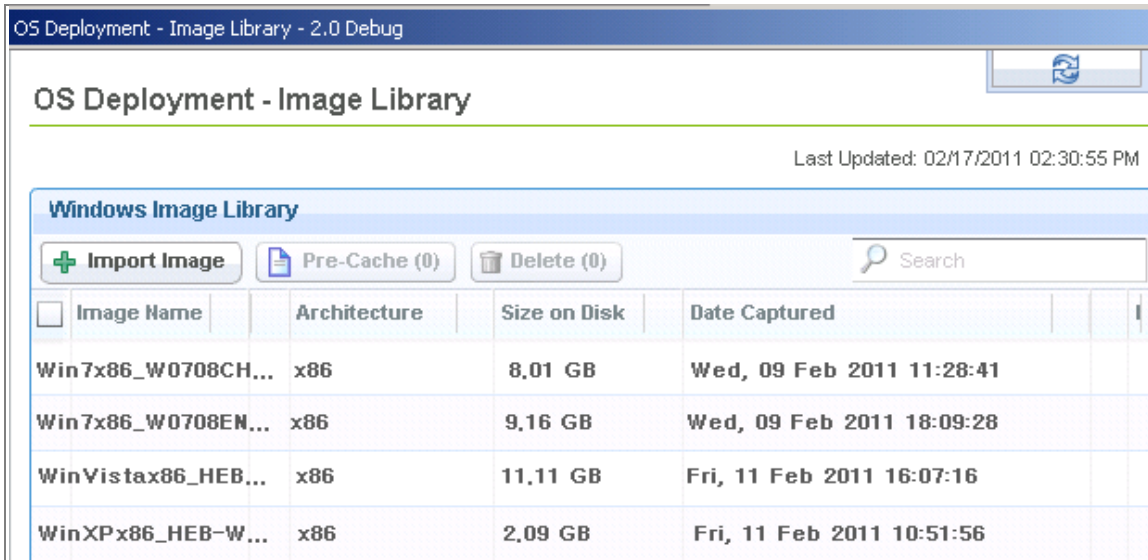 OS Deployment - Image Library - 2.0 Debug
OS Deployment - Image Library
Last Updated: 02/17/2011 02:30:55 PM
Windows Image Library
Import Image Pre-Cache (0) Delete (0) Search
Image Name Architecture Size on Disk Date Captured
Win7x86_W0708CH... x86 8.01 GB Wed, 09 Feb 2011 11:28:41
Win7x86_W0708EN... x86 9.16 GB Wed, 09 Feb 2011 18:09:28
WinVistax86_HEB... x86 11.11 GB Fri, 11 Feb 2011 16:07:16
WinXPx86_HEB-W... x86 2.09 GB Fri, 11 Feb 2011 10:51:56